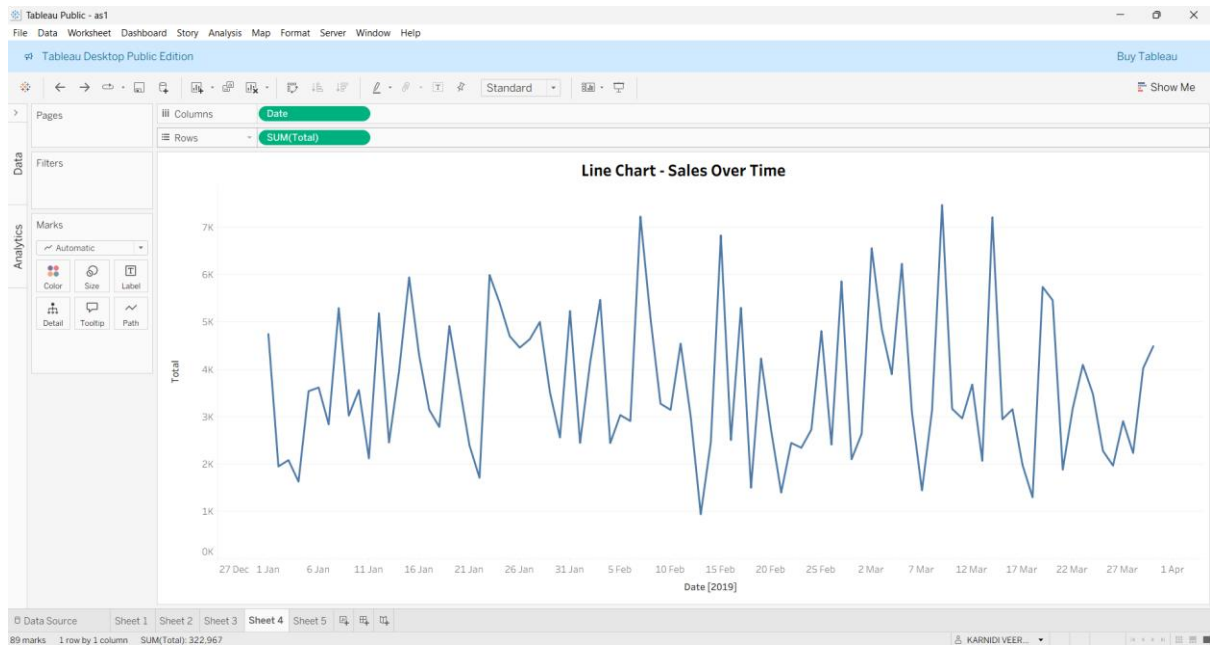 Tableau Public - as1
File Data Worksheet Dashboard Story Analysis Map Format Server Window Help
Tableau Desktop Public Edition
Buy Tableau
Standard
Show Me
Pages
Columns
Date
Rows
SUM(Total)
Data
Filters
Analytics
Marks
Automatic
Color Size Label
Detail Tooltip Path
Line Chart - Sales Over Time
7K
6K
5K
4K
3K
2K
1K
0K
Total
27 Dec 1 Jan 6 Jan 11 Jan 16 Jan 21 Jan 26 Jan 31 Jan 5 Feb 10 Feb 15 Feb 20 Feb 25 Feb 2 Mar 7 Mar 12 Mar 17 Mar 22 Mar 27 Mar 1 Apr
Date [2019]
Data Source Sheet 1 Sheet 2 Sheet 3 Sheet 4 Sheet 5
89 marks 1 row by 1 column SUM(Total): 322,967
KARNIDI VEER...